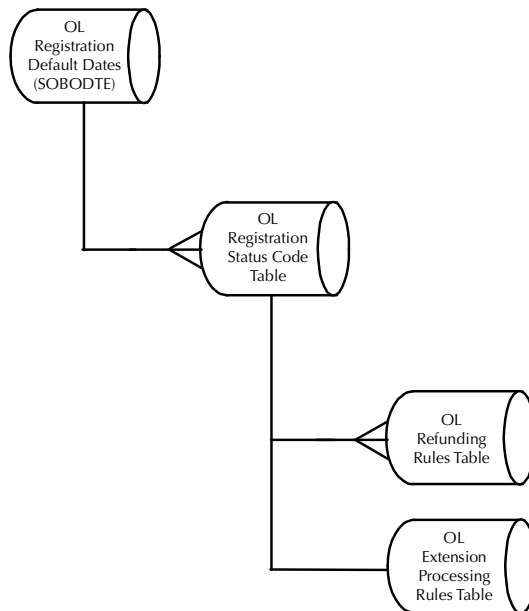 OL
Registration
Default Dates
(SOBODTE)
OL
Registration
Status Code
Table
OL
Refunding
Rules Table
OL
Extension
Processing
Rules Table